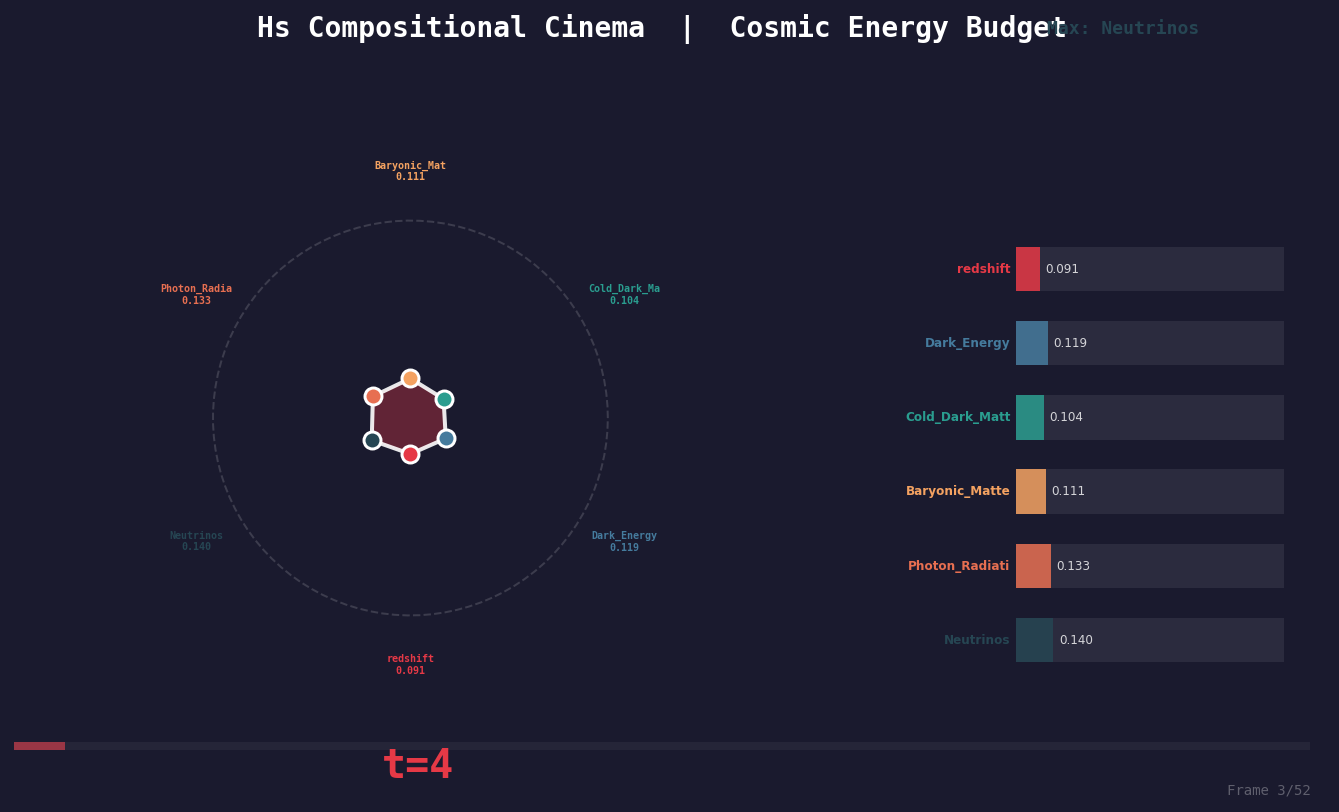 Hs Compositional Cinema | Cosmic Energy Budget
Max: Neutrinos
Baryonic_Mat
0.111
Photon_Radia
0.133
Cold_Dark_Ma
0.104
Neutrinos
0.140
Dark_Energy
0.119
redshift
0.091
redshift 0.091
Dark_Energy 0.119
Cold_Dark_Matt 0.104
Baryonic_Matte 0.111
Photon_Radiati 0.133
Neutrinos 0.140
t=4
Frame 3/52